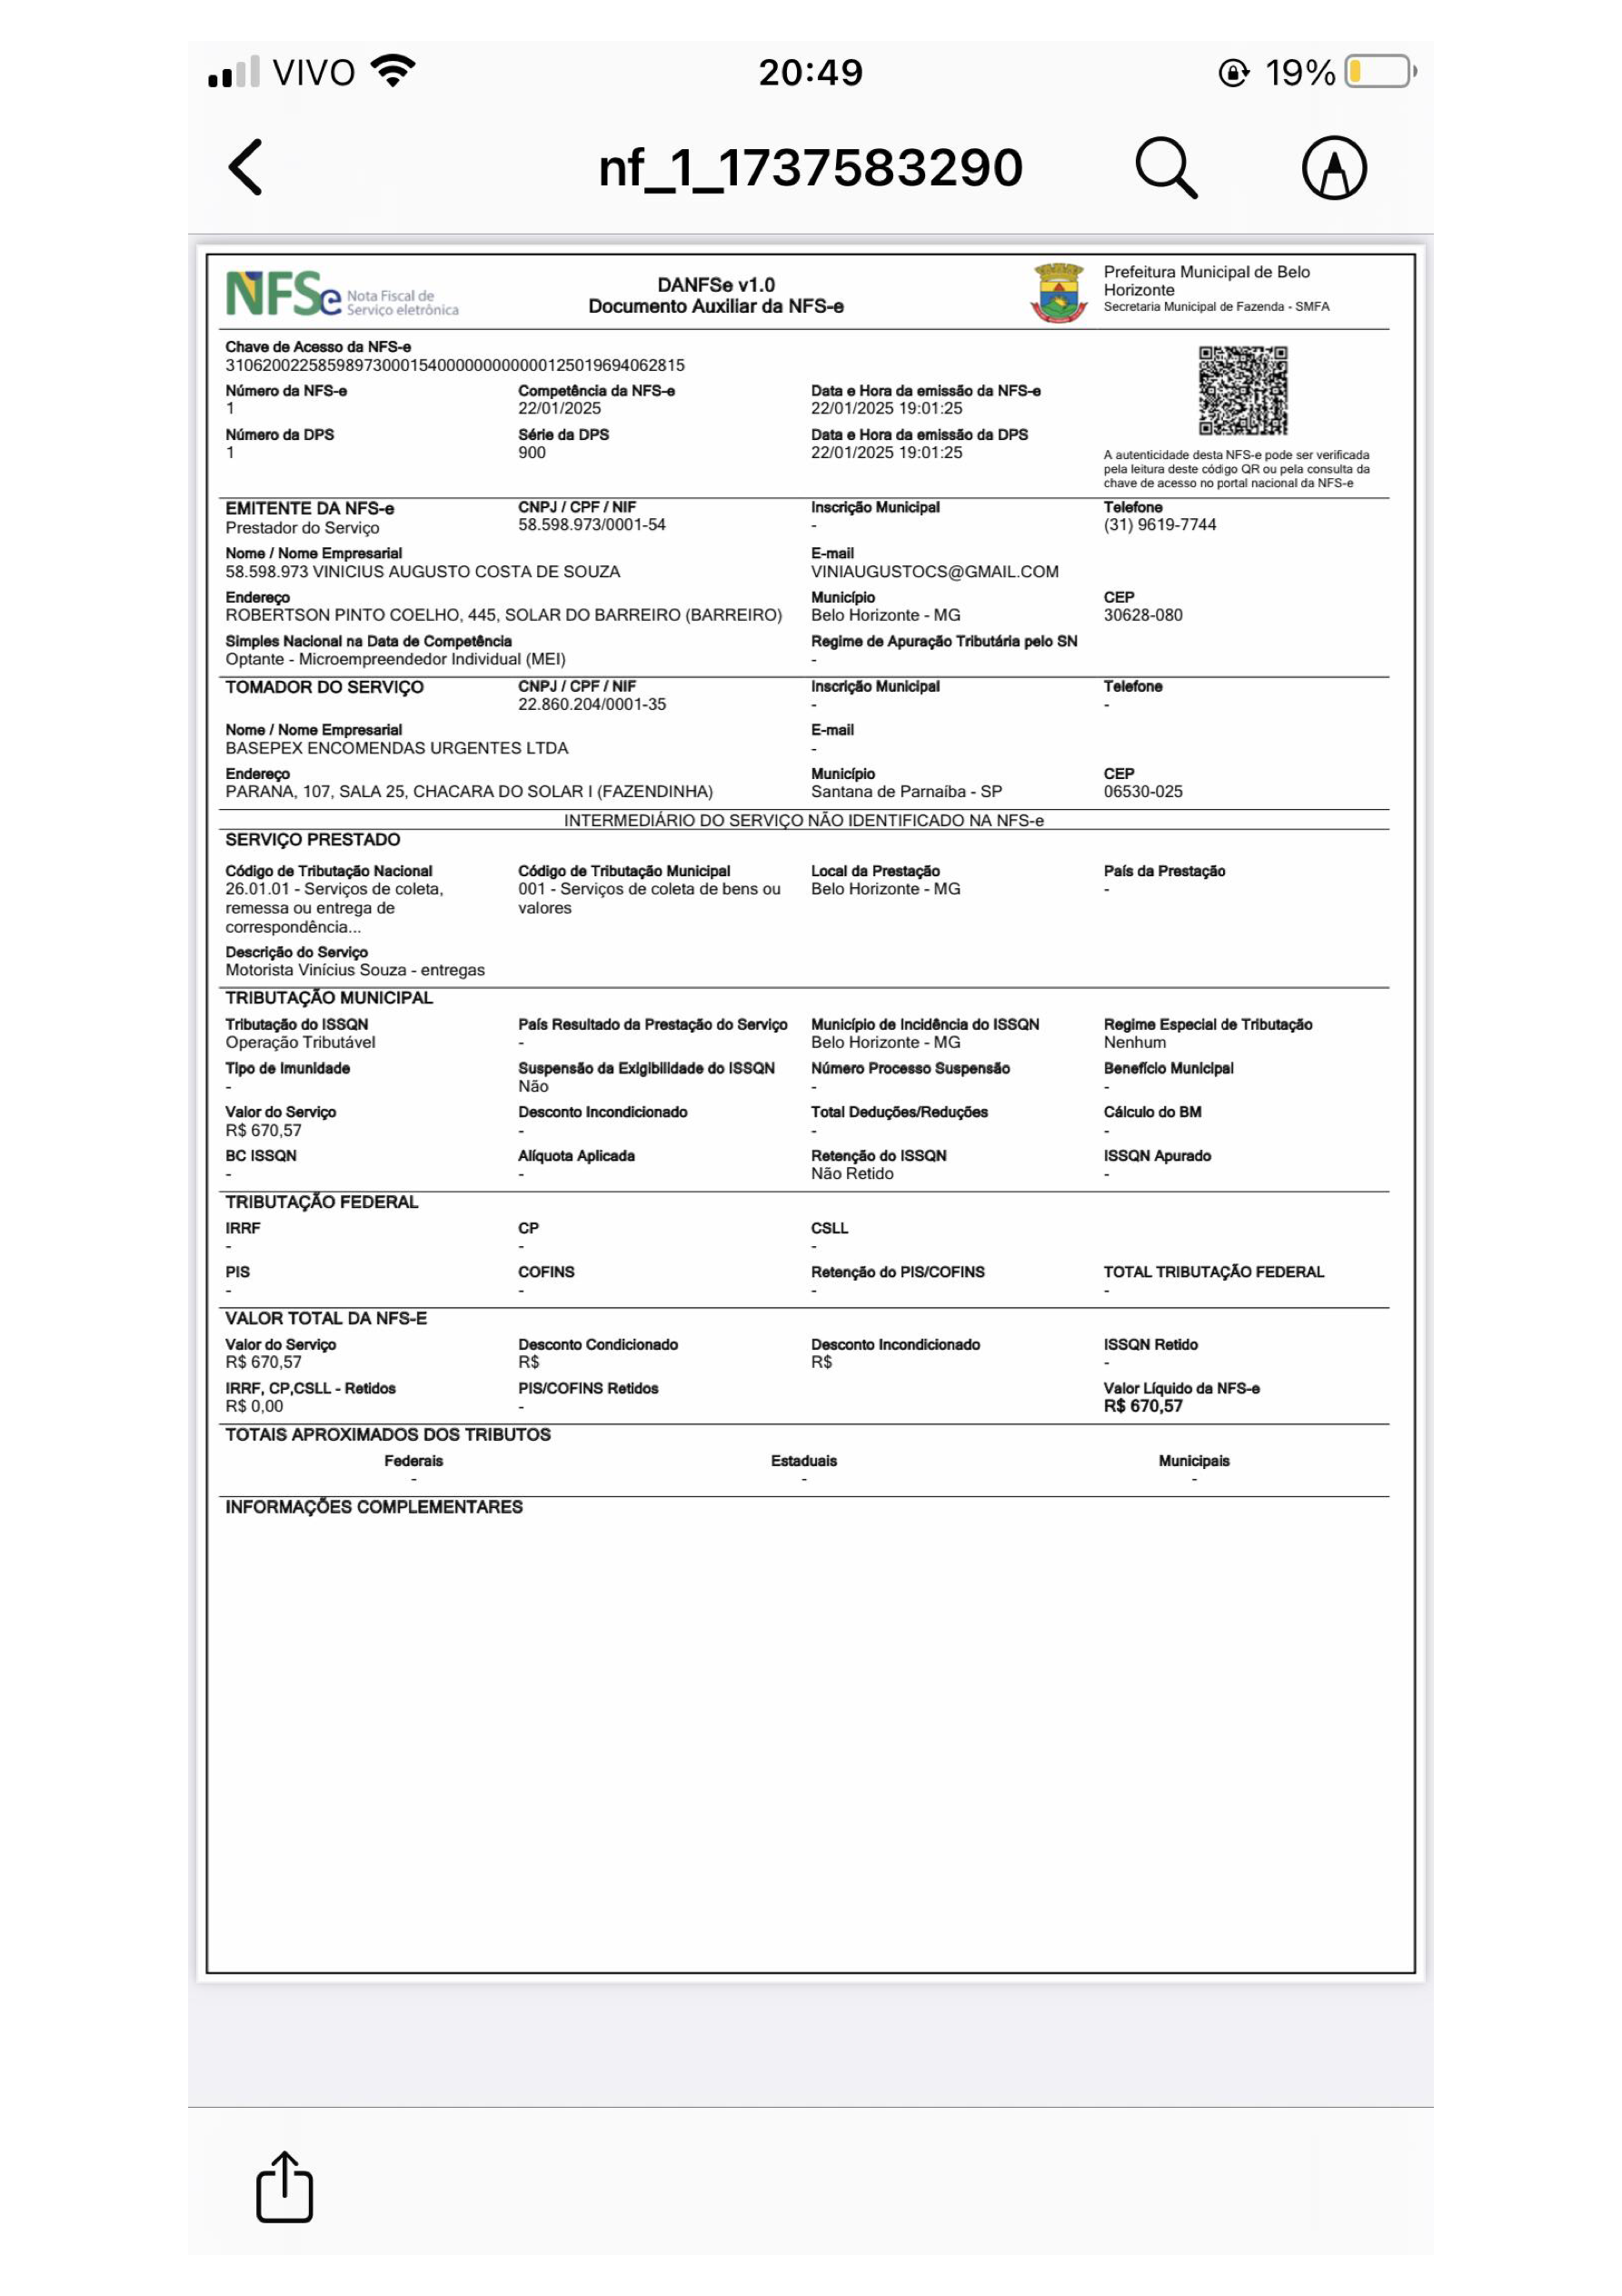 VIVO 20:49 19%
nf_1_1737583290
NFSe Nota Fiscal de
Serviço eletrônica
DANFSe v1.0
Documento Auxiliar da NFS-e
Prefeitura Municipal de Belo
Horizonte
Secretaria Municipal de Fazenda - SMFA
Chave de Acesso da NFS-e
31062002258598973000154000000000000125019694062815
Número da NFS-e Competência da NFS-e Data e Hora da emissão da NFS-e
1 22/01/2025 22/01/2025 19:01:25
Número da DPS Série da DPS Data e Hora da emissão da DPS
1 900 22/01/2025 19:01:25
A autenticidade desta NFS-e pode ser verificada
pela leitura deste código QR ou pela consulta da
chave de acesso no portal nacional da NFS-e
EMITENTE DA NFS-e CNPJ / CPF / NIF Inscrição Municipal Telefone
Prestador do Serviço 58.598.973/0001-54 - (31) 9619-7744
Nome / Nome Empresarial E-mail
58.598.973 VINICIUS AUGUSTO COSTA DE SOUZA VINIAUGUSTOCS@GMAIL.COM
Endereço Município CEP
ROBERTSON PINTO COELHO, 445, SOLAR DO BARREIRO (BARREIRO) Belo Horizonte - MG 30628-080
Simples Nacional na Data de Competência Regime de Apuração Tributária pelo SN
Optante - Microempreendedor Individual (MEI) -
TOMADOR DO SERVIÇO CNPJ / CPF / NIF Inscrição Municipal Telefone
22.860.204/0001-35 - -
Nome / Nome Empresarial E-mail
BASEPEX ENCOMENDAS URGENTES LTDA -
Endereço Município CEP
PARANA, 107, SALA 25, CHACARA DO SOLAR I (FAZENDINHA) Santana de Parnaíba - SP 06530-025
INTERMEDIÁRIO DO SERVIÇO NÃO IDENTIFICADO NA NFS-e
SERVIÇO PRESTADO
Código de Tributação Nacional Código de Tributação Municipal Local da Prestação País da Prestação
26.01.01 - Serviços de coleta, 001 - Serviços de coleta de bens ou Belo Horizonte - MG -
remessa ou entrega de valores
correspondência...
Descrição do Serviço
Motorista Vinícius Souza - entregas
TRIBUTAÇÃO MUNICIPAL
Tributação do ISSQN País Resultado da Prestação do Serviço Município de Incidência do ISSQN Regime Especial de Tributação
Operação Tributável - Belo Horizonte - MG Nenhum
Tipo de Imunidade Suspensão da Exigibilidade do ISSQN Número Processo Suspensão Benefício Municipal
- Não - -
Valor do Serviço Desconto Incondicionado Total Deduções/Reduções Cálculo do BM
R$ 670,57 - - -
BC ISSQN Alíquota Aplicada Retenção do ISSQN ISSQN Apurado
- - Não Retido -
TRIBUTAÇÃO FEDERAL
IRRF CP CSLL
- - -
PIS COFINS Retenção do PIS/COFINS TOTAL TRIBUTAÇÃO FEDERAL
- - - -
VALOR TOTAL DA NFS-E
Valor do Serviço Desconto Condicionado Desconto Incondicionado ISSQN Retido
R$ 670,57 R$ R$ -
IRRF, CP,CSLL - Retidos PIS/COFINS Retidos Valor Líquido da NFS-e
R$ 0,00 - R$ 670,57
TOTAIS APROXIMADOS DOS TRIBUTOS
Federais Estaduais Municipais
- - -
INFORMAÇÕES COMPLEMENTARES